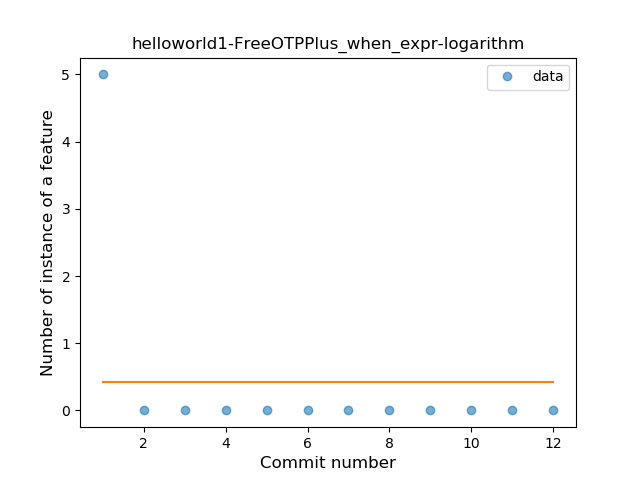 helloworld1-FreeOTPPlus_when_expr-logarithm
data
Number of instance of a feature
5
4
3
2
1
0
2 4 6 8 10 12
Commit number